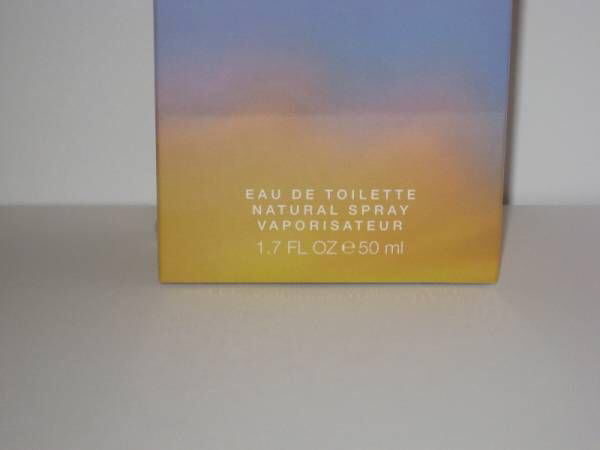 EAU DE TOILETTE
NATURAL SPRAY
VAPORISATEUR
1.7 FL OZ ℮ 50 ml